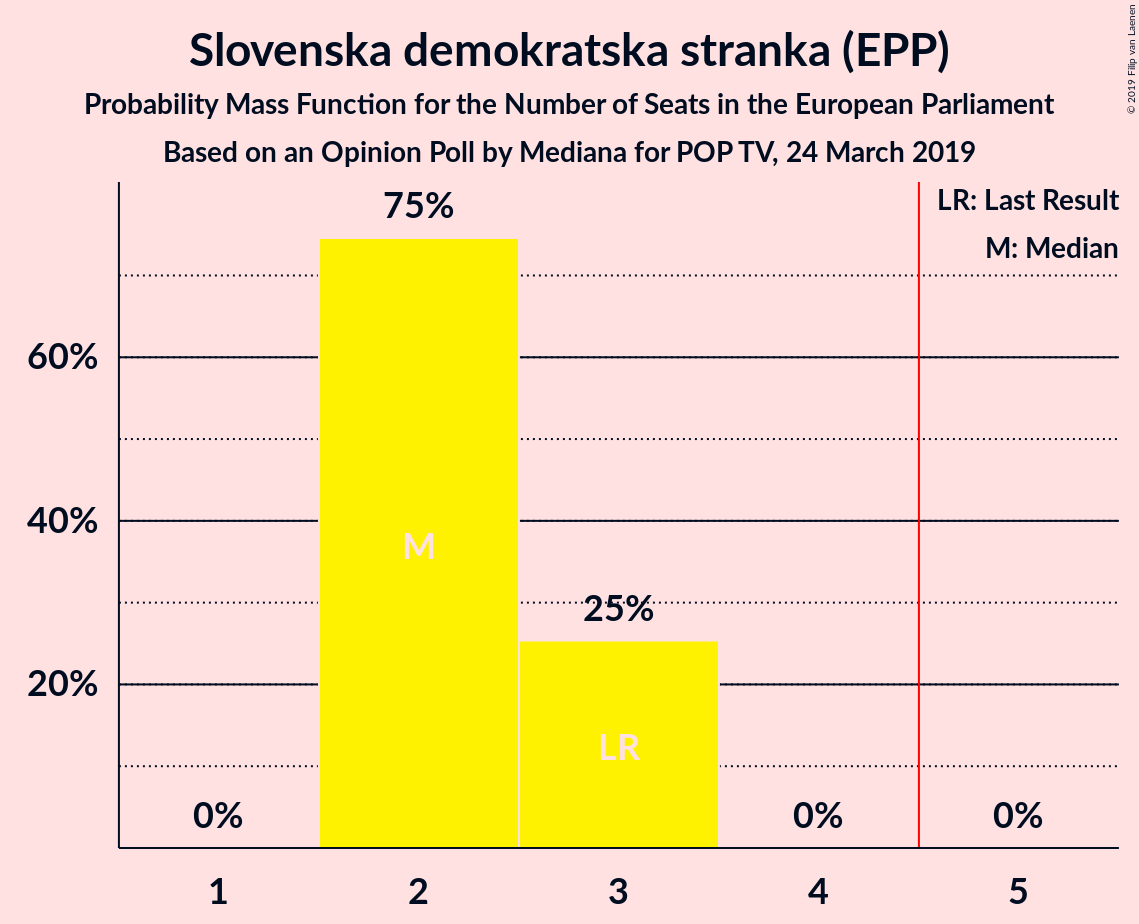 Slovenska demokratska stranka (EPP)
Probability Mass Function for the Number of Seats in the European Parliament
Based on an Opinion Poll by Mediana for POP TV, 24 March 2019
© 2019 Filip van Laenen
LR: Last Result
M: Median
75%
60%
40%
20%
M
25%
LR
0%
0%
0%
1
2
3
4
5